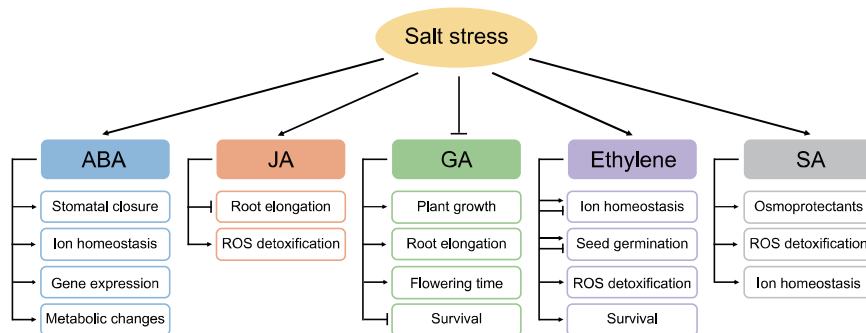 Salt stress
ABA
JA
GA
Ethylene
SA
Stomatal closure
Root elongation
Plant growth
Ion homeostasis
Osmoprotectants
Ion homeostasis
ROS detoxification
Root elongation
Seed germination
ROS detoxification
Gene expression
Flowering time
ROS detoxification
Ion homeostasis
Metabolic changes
Survival
Survival